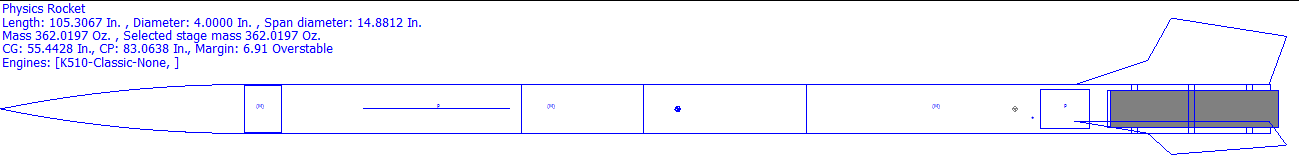 Physics Rocket
Length: 105.3067 In. , Diameter: 4.0000 In. , Span diameter: 14.8812 In.
Mass 362.0197 Oz. , Selected stage mass 362.0197 Oz.
CG: 55.4428 In., CP: 83.0638 In., Margin: 6.91 Overstable
Engines: [K510-Classic-None, ]
(M) P (M) (M) P